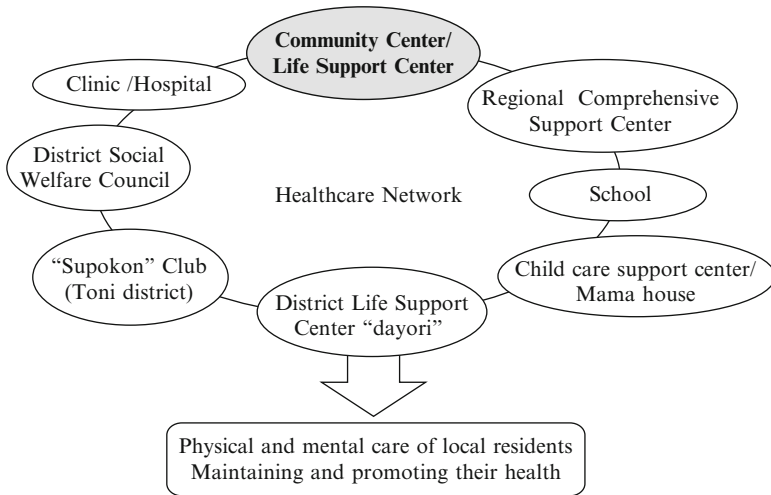 Community Center/
Life Support Center
Clinic /Hospital
Regional Comprehensive
Support Center
District Social
Welfare Council
Healthcare Network
School
“Supokon” Club
(Toni district)
Child care support center/
Mama house
District Life Support
Center “dayori”
Physical and mental care of local residents
Maintaining and promoting their health